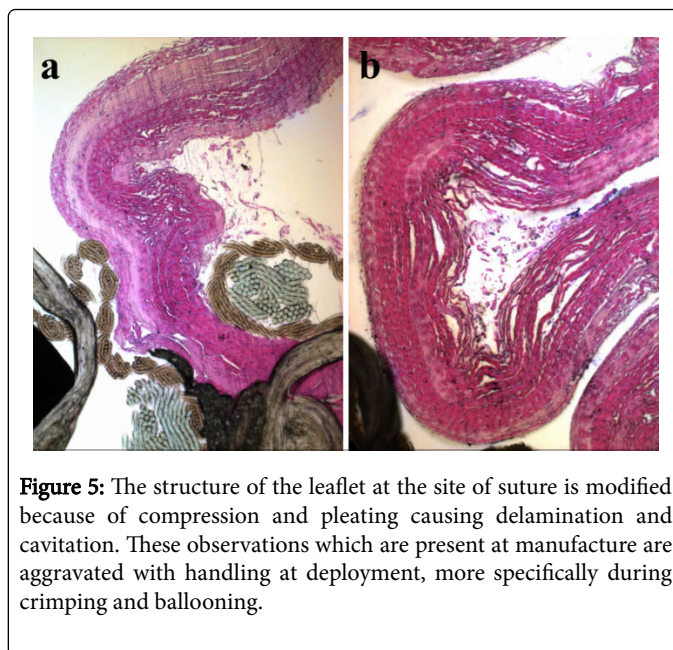 a
b
Figure 5: The structure of the leaflet at the site of suture is modified
because of compression and pleating causing delamination and
cavitation. These observations which are present at manufacture are
aggravated with handling at deployment, more specifically during
crimping and ballooning.